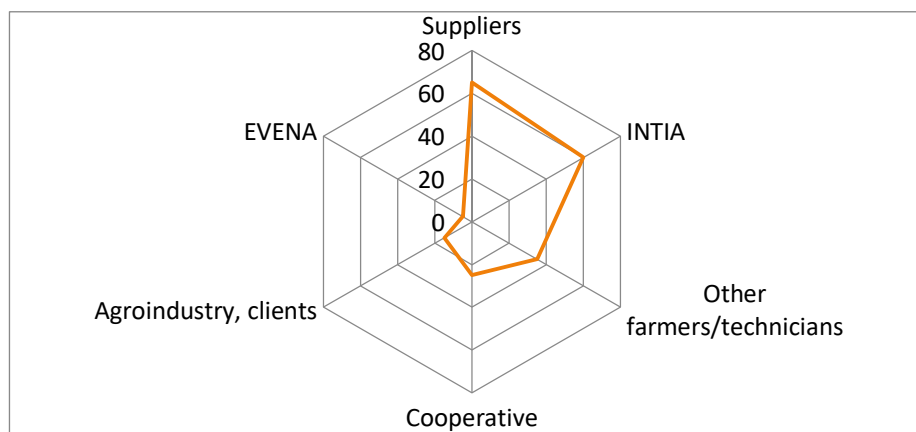 Suppliers
80
60
40
20
0
EVENA
INTIA
Agroindustry, clients
Other
farmers/technicians
Cooperative